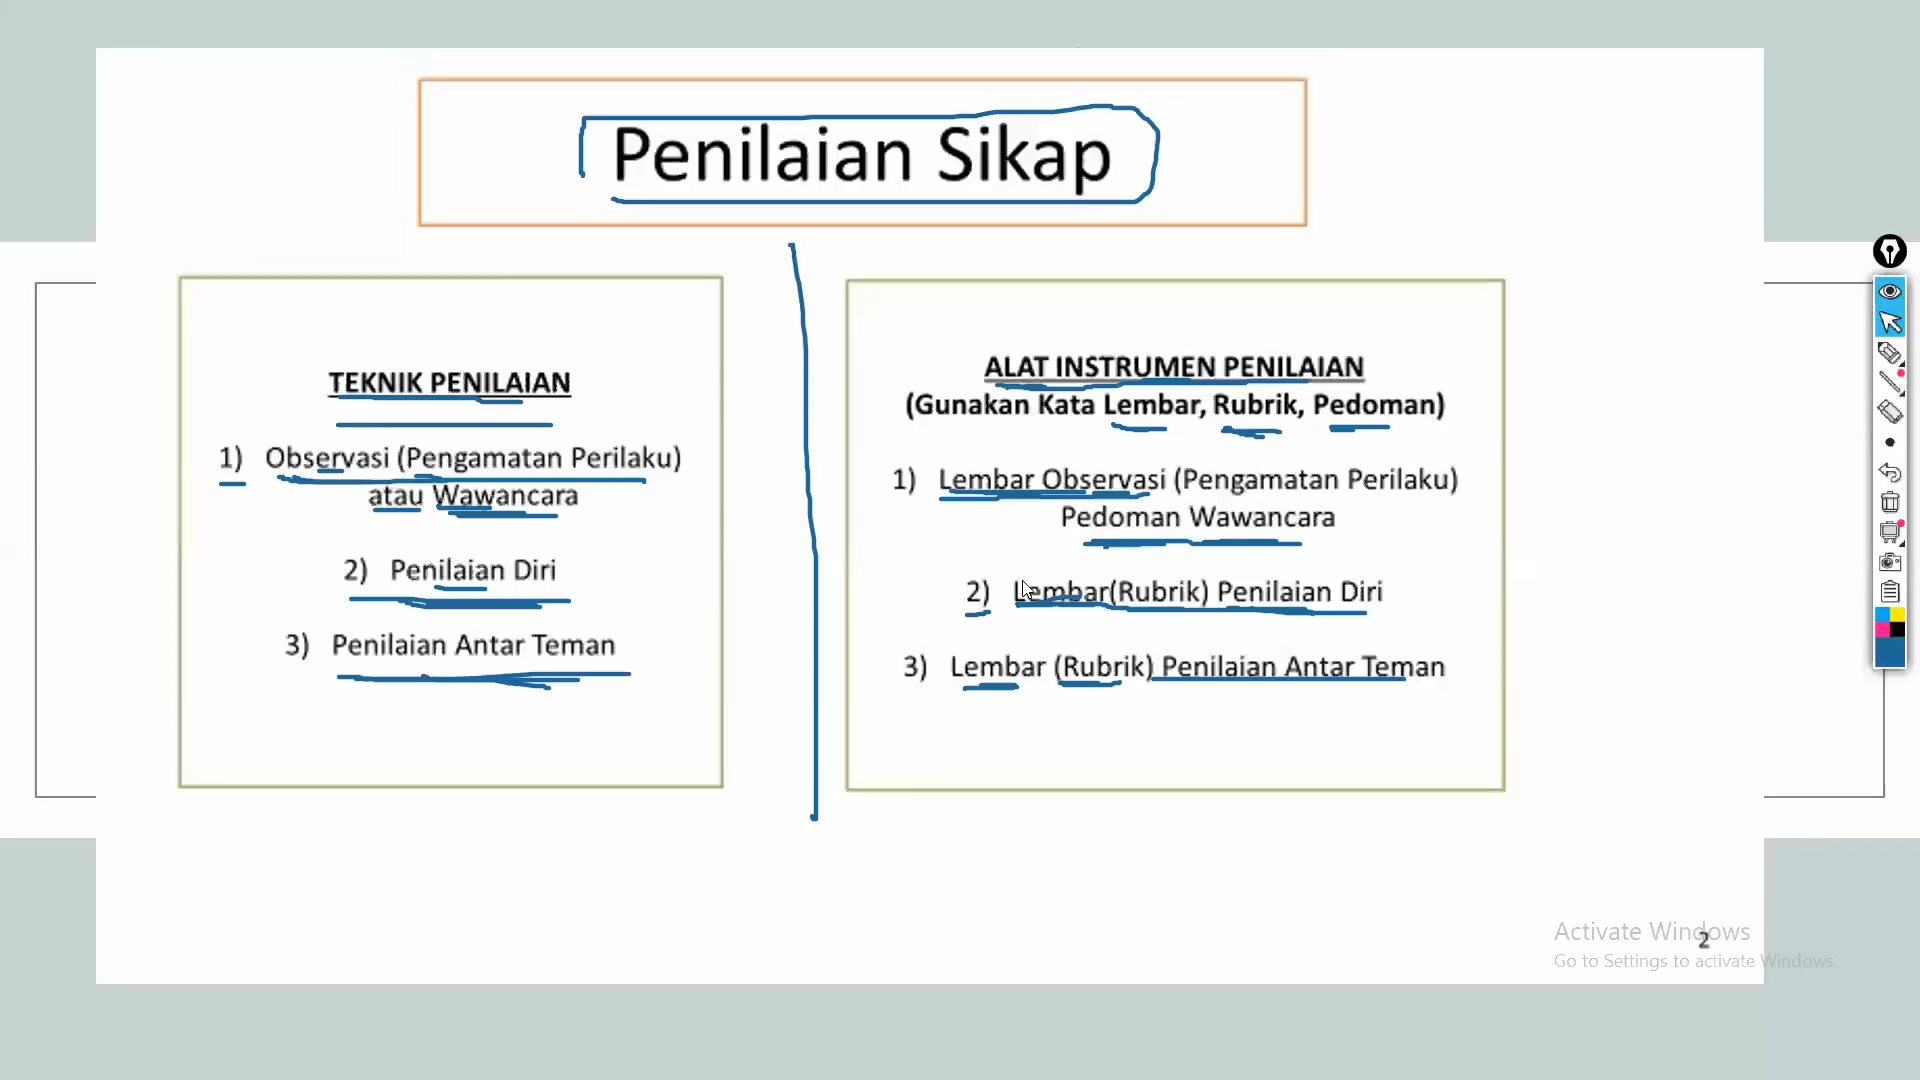 Penilaian Sikap
TEKNIK PENILAIAN
1) Observasi (Pengamatan Perilaku)
atau Wawancara
2) Penilaian Diri
3) Penilaian Antar Teman
ALAT INSTRUMEN PENILAIAN
(Gunakan Kata Lembar, Rubrik, Pedoman)
1) Lembar Observasi (Pengamatan Perilaku)
Pedoman Wawancara
2) Lembar(Rubrik) Penilaian Diri
3) Lembar (Rubrik) Penilaian Antar Teman
Activate Windows
2
Go to Settings to activate Windows.